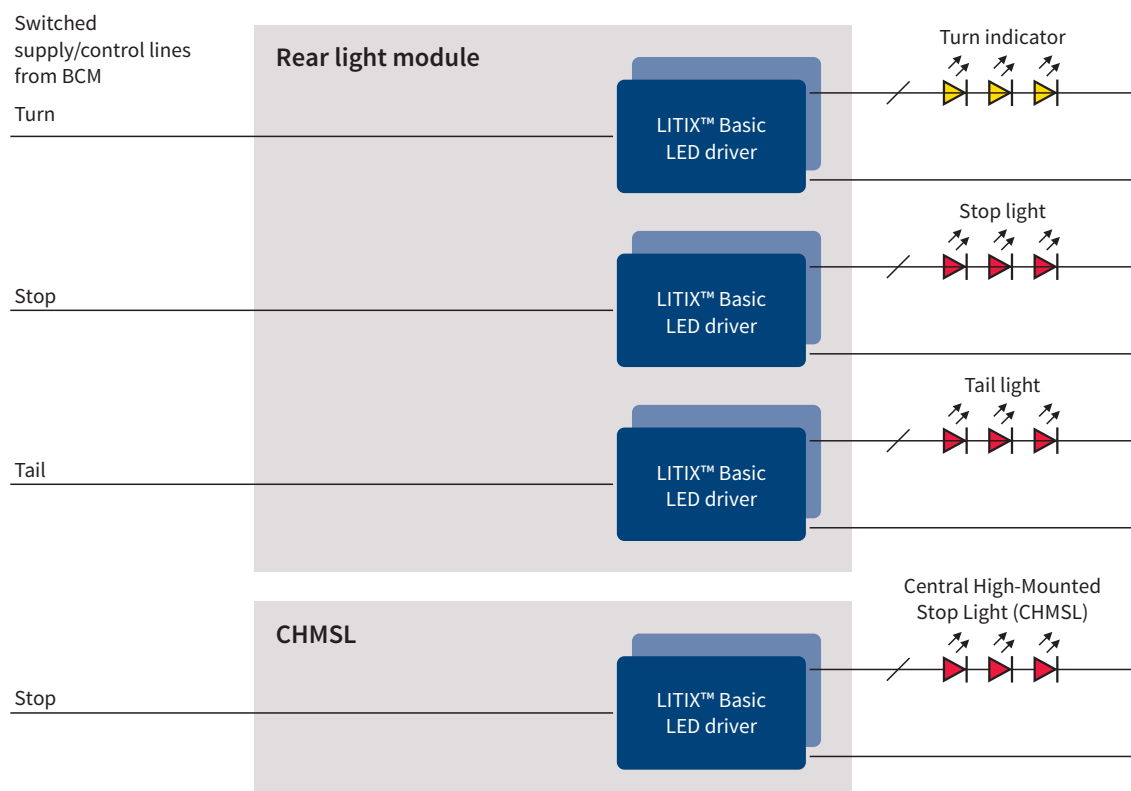 Switched
supply/control lines
from BCM
Rear light module
Turn indicator
Turn
LITIX™ Basic
LED driver
Stop light
Stop
LITIX™ Basic
LED driver
Tail light
Tail
LITIX™ Basic
LED driver
Central High-Mounted
Stop Light (CHMSL)
CHMSL
Stop
LITIX™ Basic
LED driver